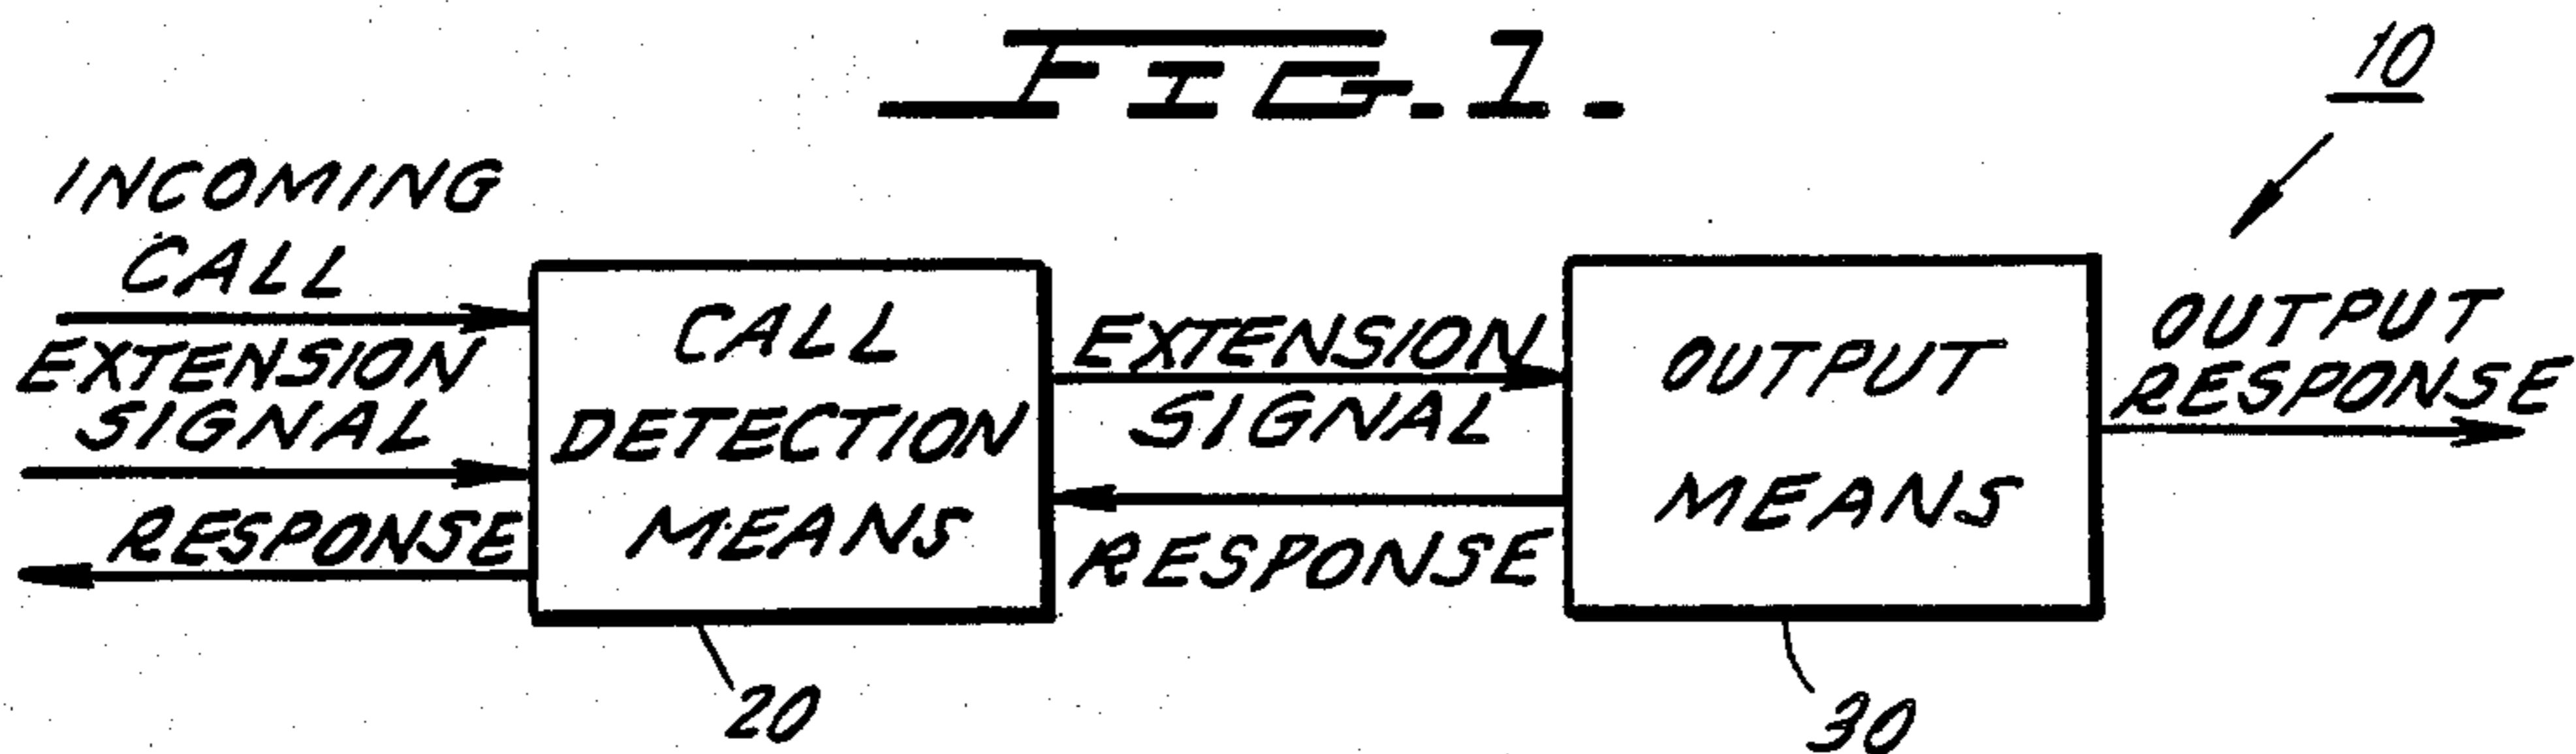 FIG.1.
10
INCOMING
CALL
EXTENSION
SIGNAL
RESPONSE
CALL
DETECTION
MEANS
20
EXTENSION
SIGNAL
RESPONSE
OUTPUT
MEANS
30
OUTPUT
RESPONSE